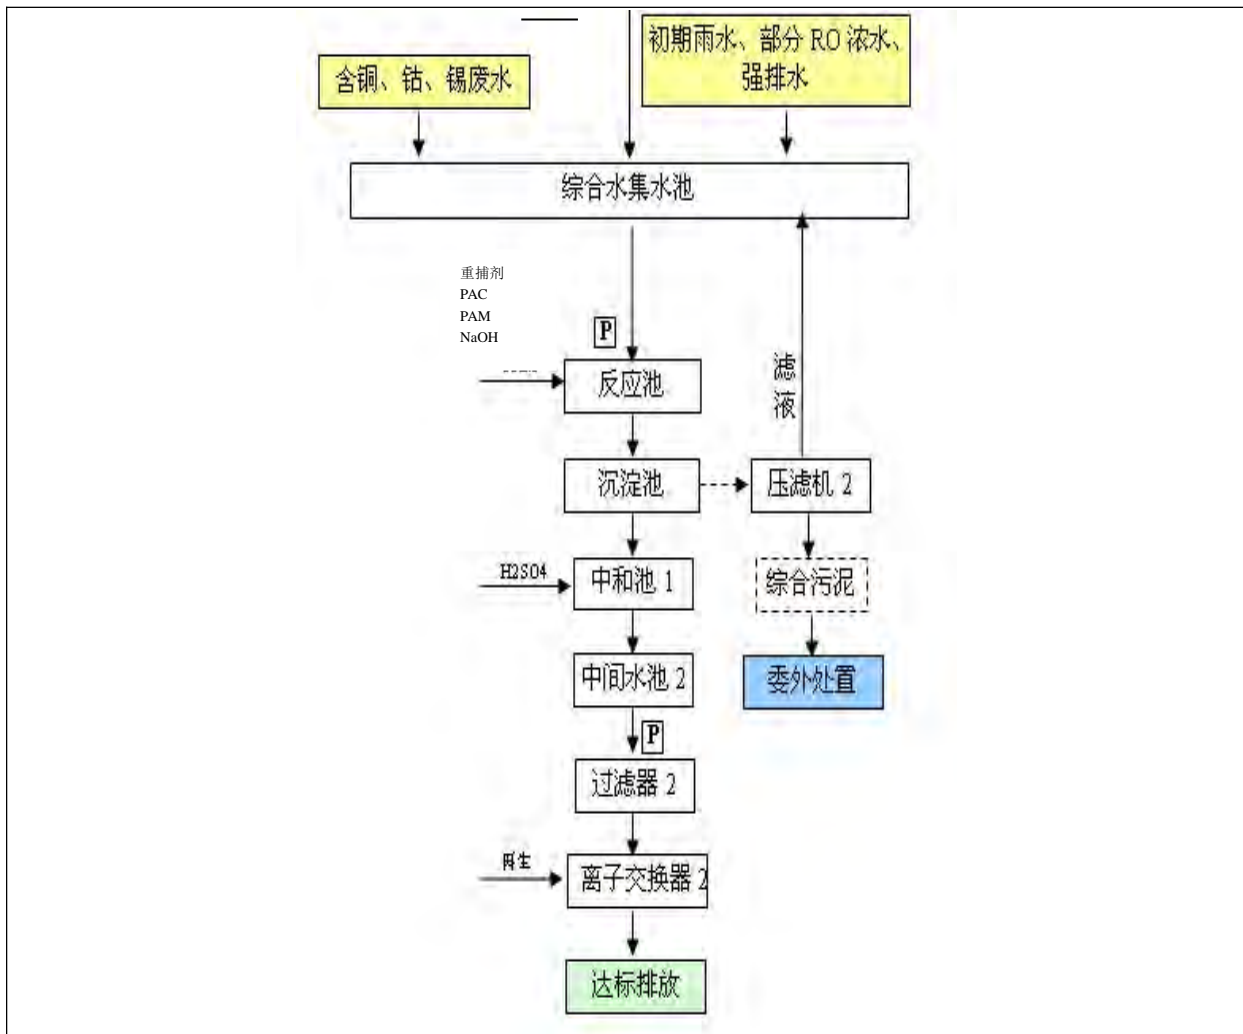 初期雨水、部分 RO 浓水、
强排水
含铜、钴、锡废水
综合水集水池
重捕剂
PAC
PAM
NaOH
P
反应池
滤
液
沉淀池
压滤机 2
H2SO4
中和池 1
综合污泥
中间水池 2
委外处置
P
过滤器 2
再生
离子交换器 2
达标排放